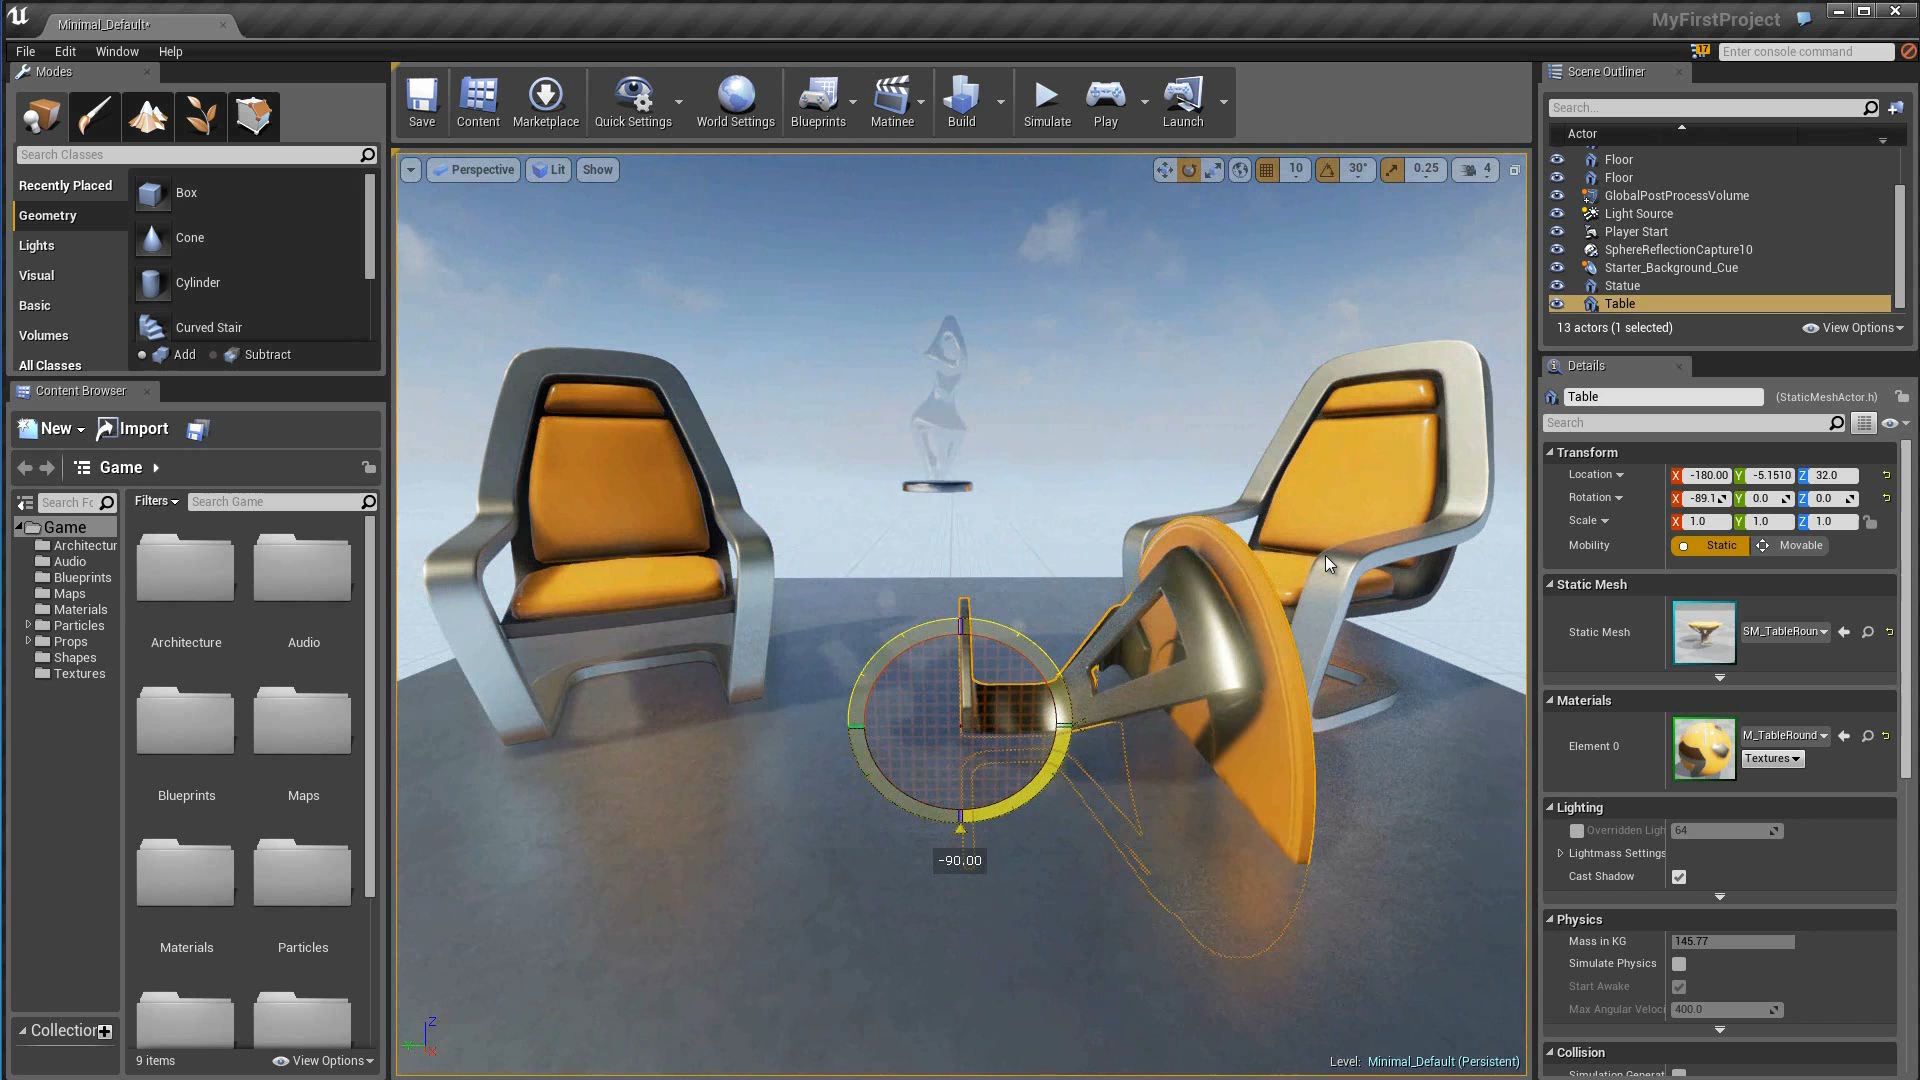 Minimal_Default*
MyFirstProject
File Edit Window Help
17
Enter console command
Modes
Search Classes
Recently Placed
Geometry
Lights
Visual
Basic
Volumes
All Classes
Box
Cone
Cylinder
Curved Stair
Add Subtract
Content Browser
New Import
Game
Filters
Search Game
Game
Architectur
Audio
Blueprints
Maps
Materials
Particles
Props
Shapes
Textures
Architecture Audio
Blueprints Maps
Materials Particles
Collection
9 items View Options
Save Content Marketplace Quick Settings World Settings Blueprints Matinee Build Simulate Play Launch
Perspective Lit Show 10 30° 0.25 4
-90.00
Z
X
Level: Minimal_Default (Persistent)
Scene Outliner
Search...
Actor
Floor
Floor
GlobalPostProcessVolume
Light Source
Player Start
SphereReflectionCapture10
Starter_Background_Cue
Statue
Table
13 actors (1 selected) View Options
Details
Table (StaticMeshActor.h)
Search
Transform
Location X -180.00 Y -5.1510 Z 32.0
Rotation X -89.1 Y 0.0 Z 0.0
Scale X 1.0 Y 1.0 Z 1.0
Mobility Static Movable
Static Mesh
Static Mesh SM_TableRoun
Materials
Element 0 M_TableRound
Textures
Lighting
Overridden Ligh 64
Lightmass Settings
Cast Shadow
Physics
Mass in KG 145.77
Simulate Physics
Start Awake
Max Angular Veloci 400.0
Collision